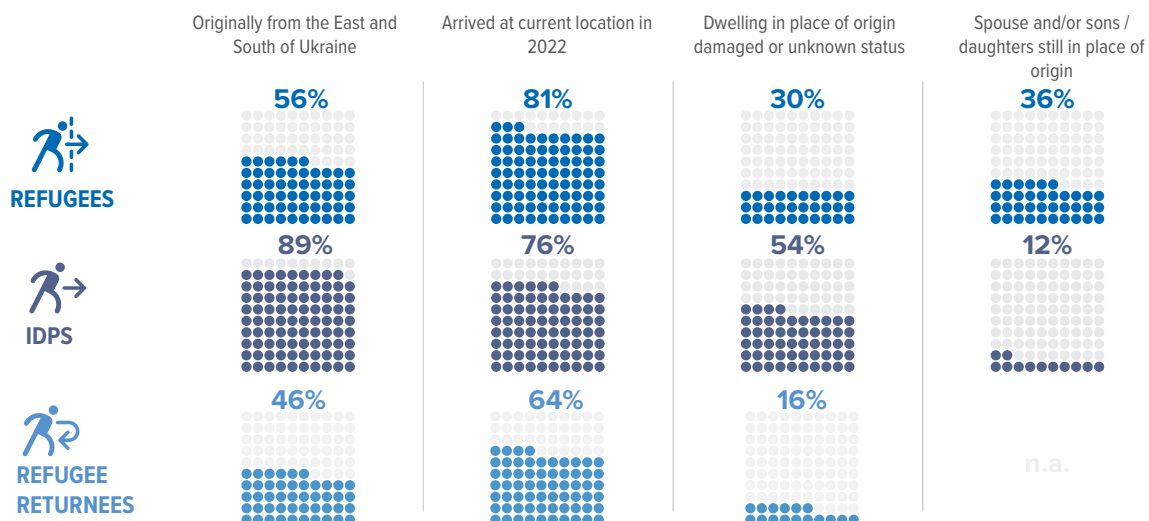 Originally from the East and
South of Ukraine
Arrived at current location in
2022
Dwelling in place of origin
damaged or unknown status
Spouse and/or sons /
daughters still in place of
origin
REFUGEES
56%
81%
30%
36%
IDPS
89%
76%
54%
12%
REFUGEE
RETURNEES
46%
64%
16%
n.a.